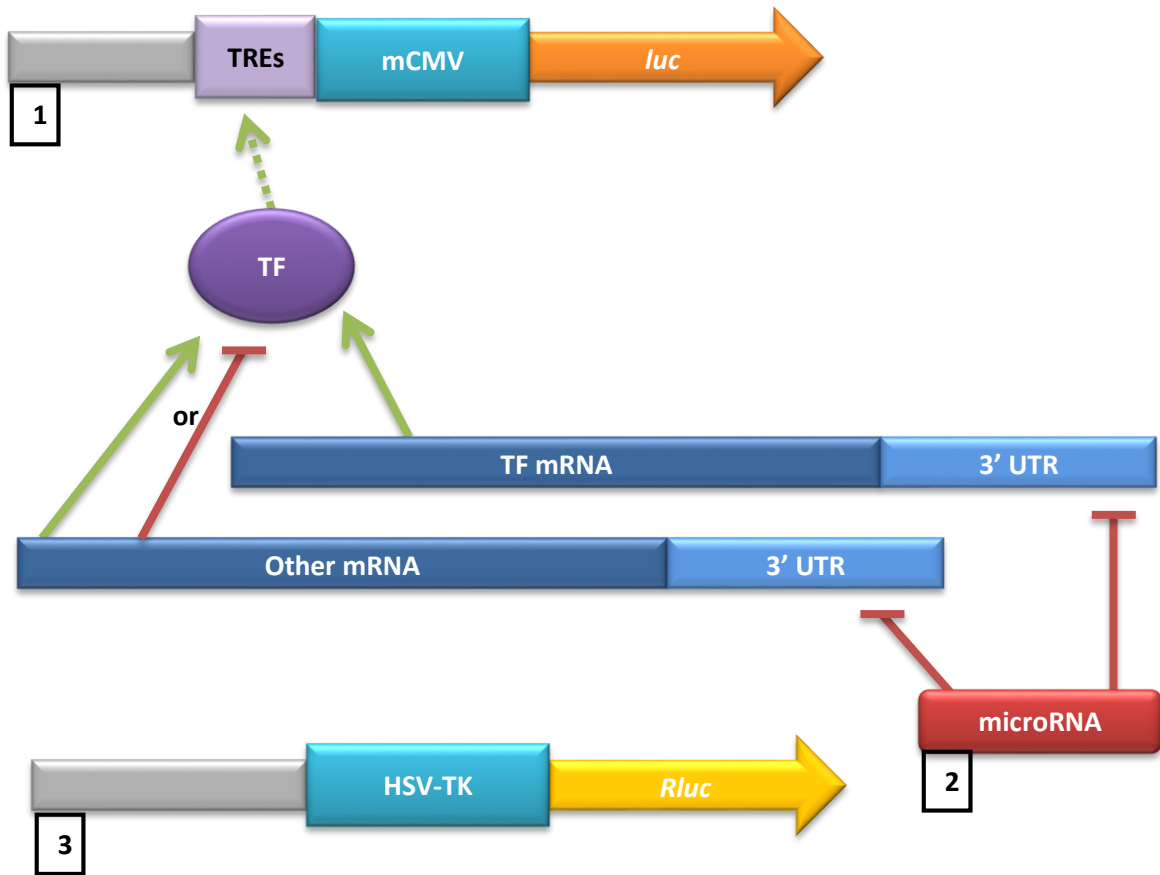 TREs
mCMV
luc
1
TF
or
TF mRNA
3’ UTR
Other mRNA
3’ UTR
microRNA
2
HSV-TK
Rluc
3